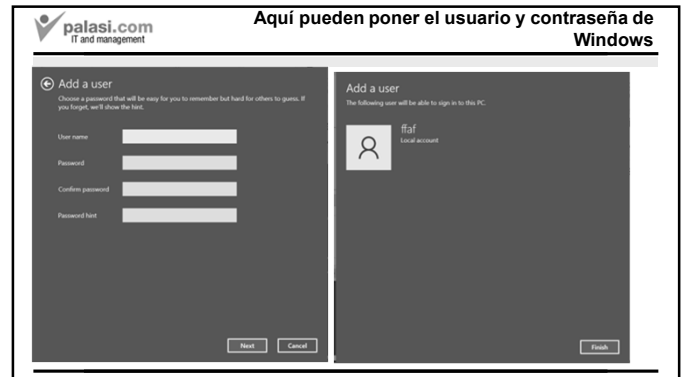 palasi.com
IT and management
Aquí pueden poner el usuario y contraseña de
Windows
Add a user
Choose a password that will be easy for you to remember but hard for others to guess. If
you forget, we'll show the hint.
User name
Password
Confirm password
Password hint
Next
Cancel
Add a user
The following user will be able to sign in to this PC.
ffaf
Local account
Finish